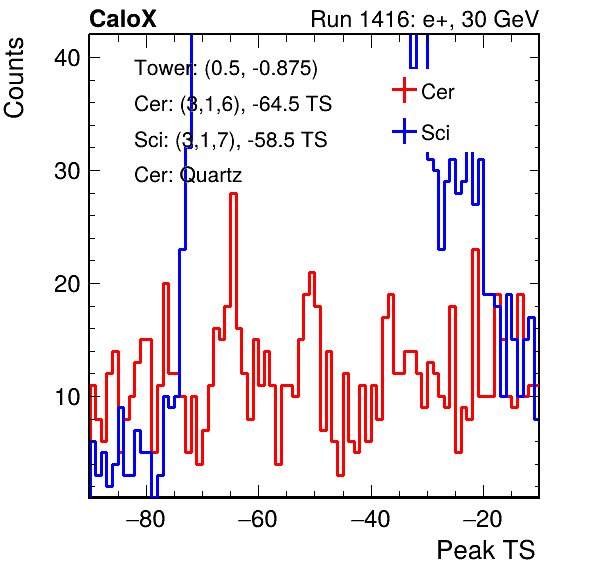 CaloX Run 1416: e+, 30 GeV
Counts
40
30
20
10
Tower: (0.5, -0.875)
Cer: (3,1,6), -64.5 TS
Sci: (3,1,7), -58.5 TS
Cer: Quartz
Cer
Sci
−80 −60 −40 −20
Peak TS